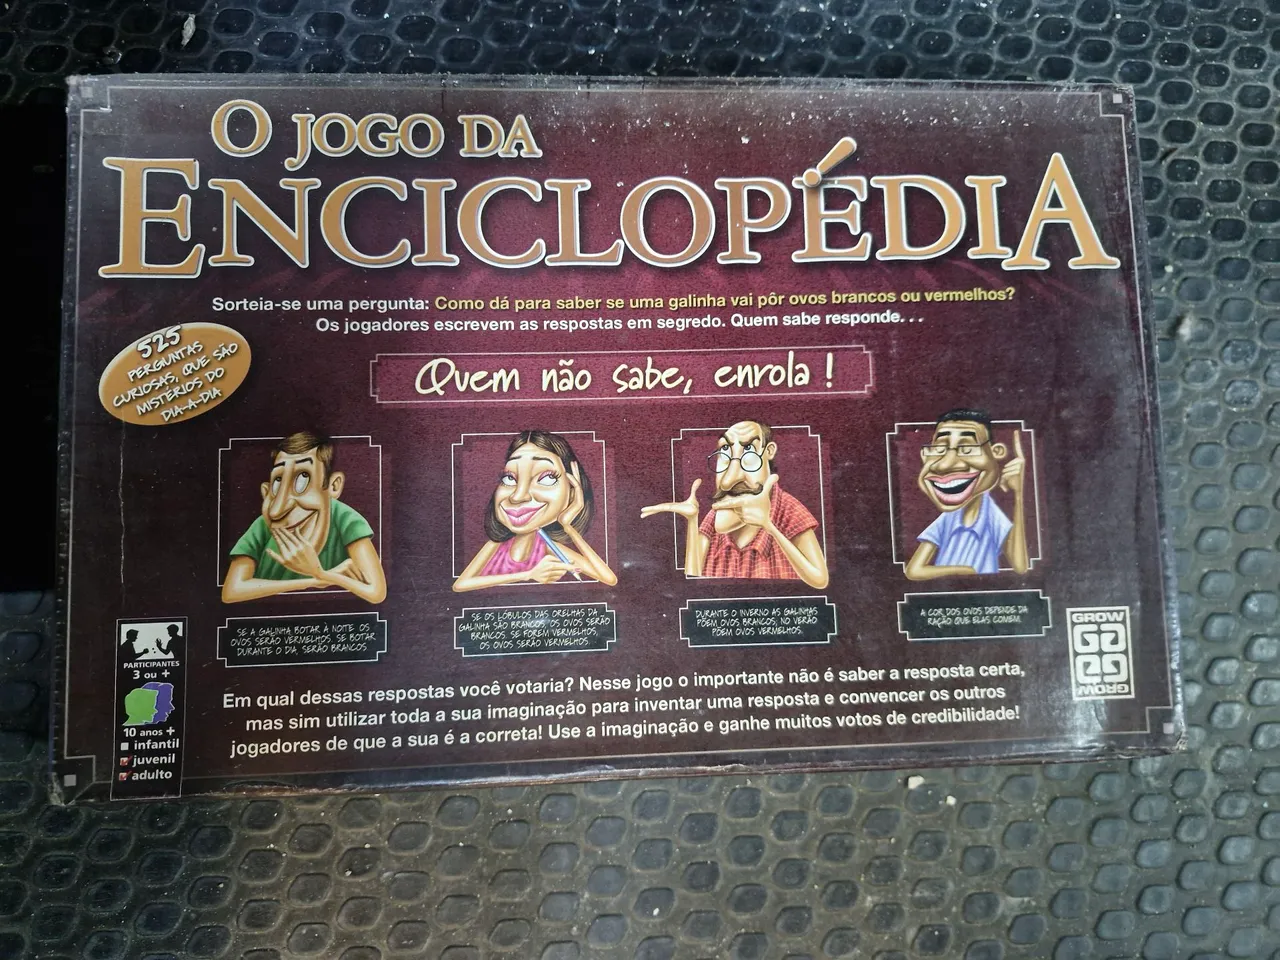 O JOGO DA
ENCICLOPÉDIA
Sorteia-se uma pergunta: Como dá para saber se uma galinha vai pôr ovos brancos ou vermelhos?
Os jogadores escrevem as respostas em segredo. Quem sabe responde. . .
525
PERGUNTAS
CURIOSAS, QUE SÃO
MISTÉRIOS DO
DIA-A-DIA
Quem não sabe, enrola !
SE A GALINHA BOTAR À NOITE OS
OVOS SERÃO VERMELHOS, SE BOTAR
DURANTE O DIA, SERÃO BRANCOS.
SE OS LÓBULOS DAS ORELHAS DA
GALINHA SÃO BRANCOS, OS OVOS SERÃO
BRANCOS, SE FOREM VERMELHOS,
OS OVOS SERÃO VERMELHOS.
DURANTE O INVERNO AS GALINHAS
PÕEM OVOS BRANCOS, NO VERÃO
PÕEM OVOS VERMELHOS.
A COR DOS OVOS DEPENDE DA
RAÇÃO QUE ELAS COMEM.
PARTICIPANTES
3 ou +
10 anos +
infantil
juvenil
adulto
Em qual dessas respostas você votaria? Nesse jogo o importante não é saber a resposta certa,
mas sim utilizar toda a sua imaginação para inventar uma resposta e convencer os outros
jogadores de que a sua é a correta! Use a imaginação e ganhe muitos votos de credibilidade!
GROW
GROW